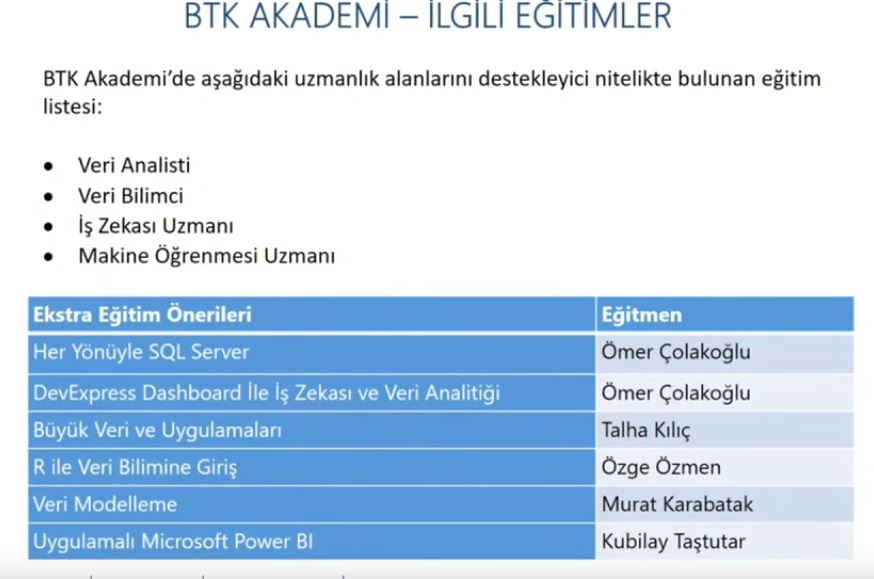 BTK AKADEMİ – İLGİLİ EĞİTİMLER
BTK Akademi’de aşağıdaki uzmanlık alanlarını destekleyici nitelikte bulunan eğitim
listesi:
• Veri Analisti
• Veri Bilimci
• İş Zekası Uzmanı
• Makine Öğrenmesi Uzmanı
Ekstra Eğitim Önerileri Eğitmen
Her Yönüyle SQL Server Ömer Çolakoğlu
DevExpress Dashboard İle İş Zekası ve Veri Analitiği Ömer Çolakoğlu
Büyük Veri ve Uygulamaları Talha Kılıç
R ile Veri Bilimine Giriş Özge Özmen
Veri Modelleme Murat Karabatak
Uygulamalı Microsoft Power BI Kubilay Taştutar